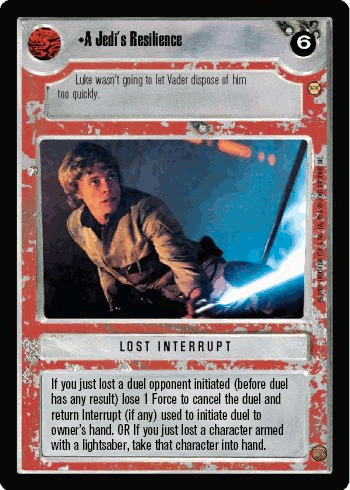 •A Jedi's Resilience
6
Luke wasn't going to let Vader dispose of him
too quickly.
LOST INTERRUPT
If you just lost a duel opponent initiated (before duel
has any result) lose 1 Force to cancel the duel and
return Interrupt (if any) used to initiate duel to
owner's hand. OR If you just lost a character armed
with a lightsaber, take that character into hand.